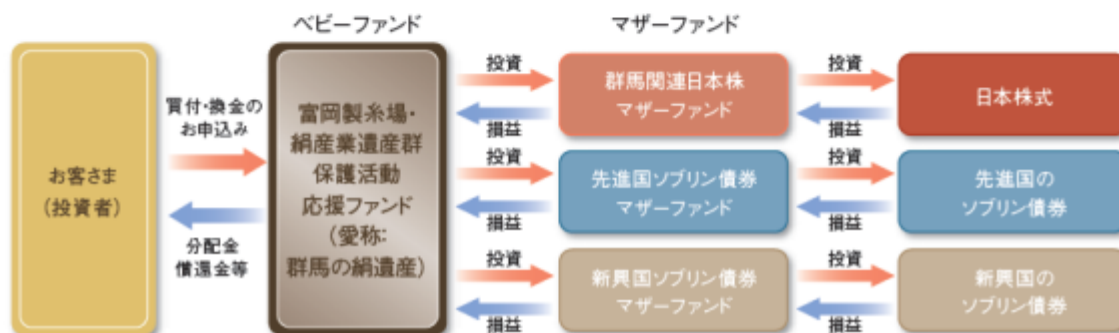 ベビーファンド
マザーファンド
お客さま
(投資者)
買付・換金の
お申込み
分配金
償還金等
富岡製糸場・
絹産業遺産群
保護活動
応援ファンド
(愛称:
群馬の絹遺産)
投資
損益
群馬関連日本株
マザーファンド
投資
損益
日本株式
投資
損益
先進国ソブリン債券
マザーファンド
投資
損益
先進国の
ソブリン債券
投資
損益
新興国ソブリン債券
マザーファンド
投資
損益
新興国の
ソブリン債券